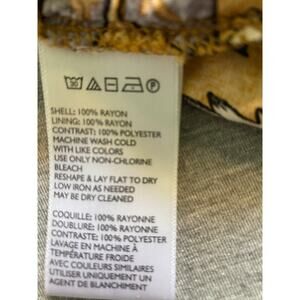 SHELL: 100% RAYON
LINING: 100% RAYON
CONTRAST: 100% POLYESTER
MACHINE WASH COLD
WITH LIKE COLORS
USE ONLY NON-CHLORINE
BLEACH
RESHAPE & LAY FLAT TO DRY
LOW IRON AS NEEDED
MAY BE DRY CLEANED
COQUILLE: 100% RAYONNE
DOUBLURE: 100% RAYONNE
CONTRASTE: 100% POLYESTER
LAVAGE EN MACHINE À
TEMPÉRATURE FROIDE
AVEC COULEURS SIMILAIRES
UTILISER UNIQUEMENT UN
AGENT DE BLANCHIMENT